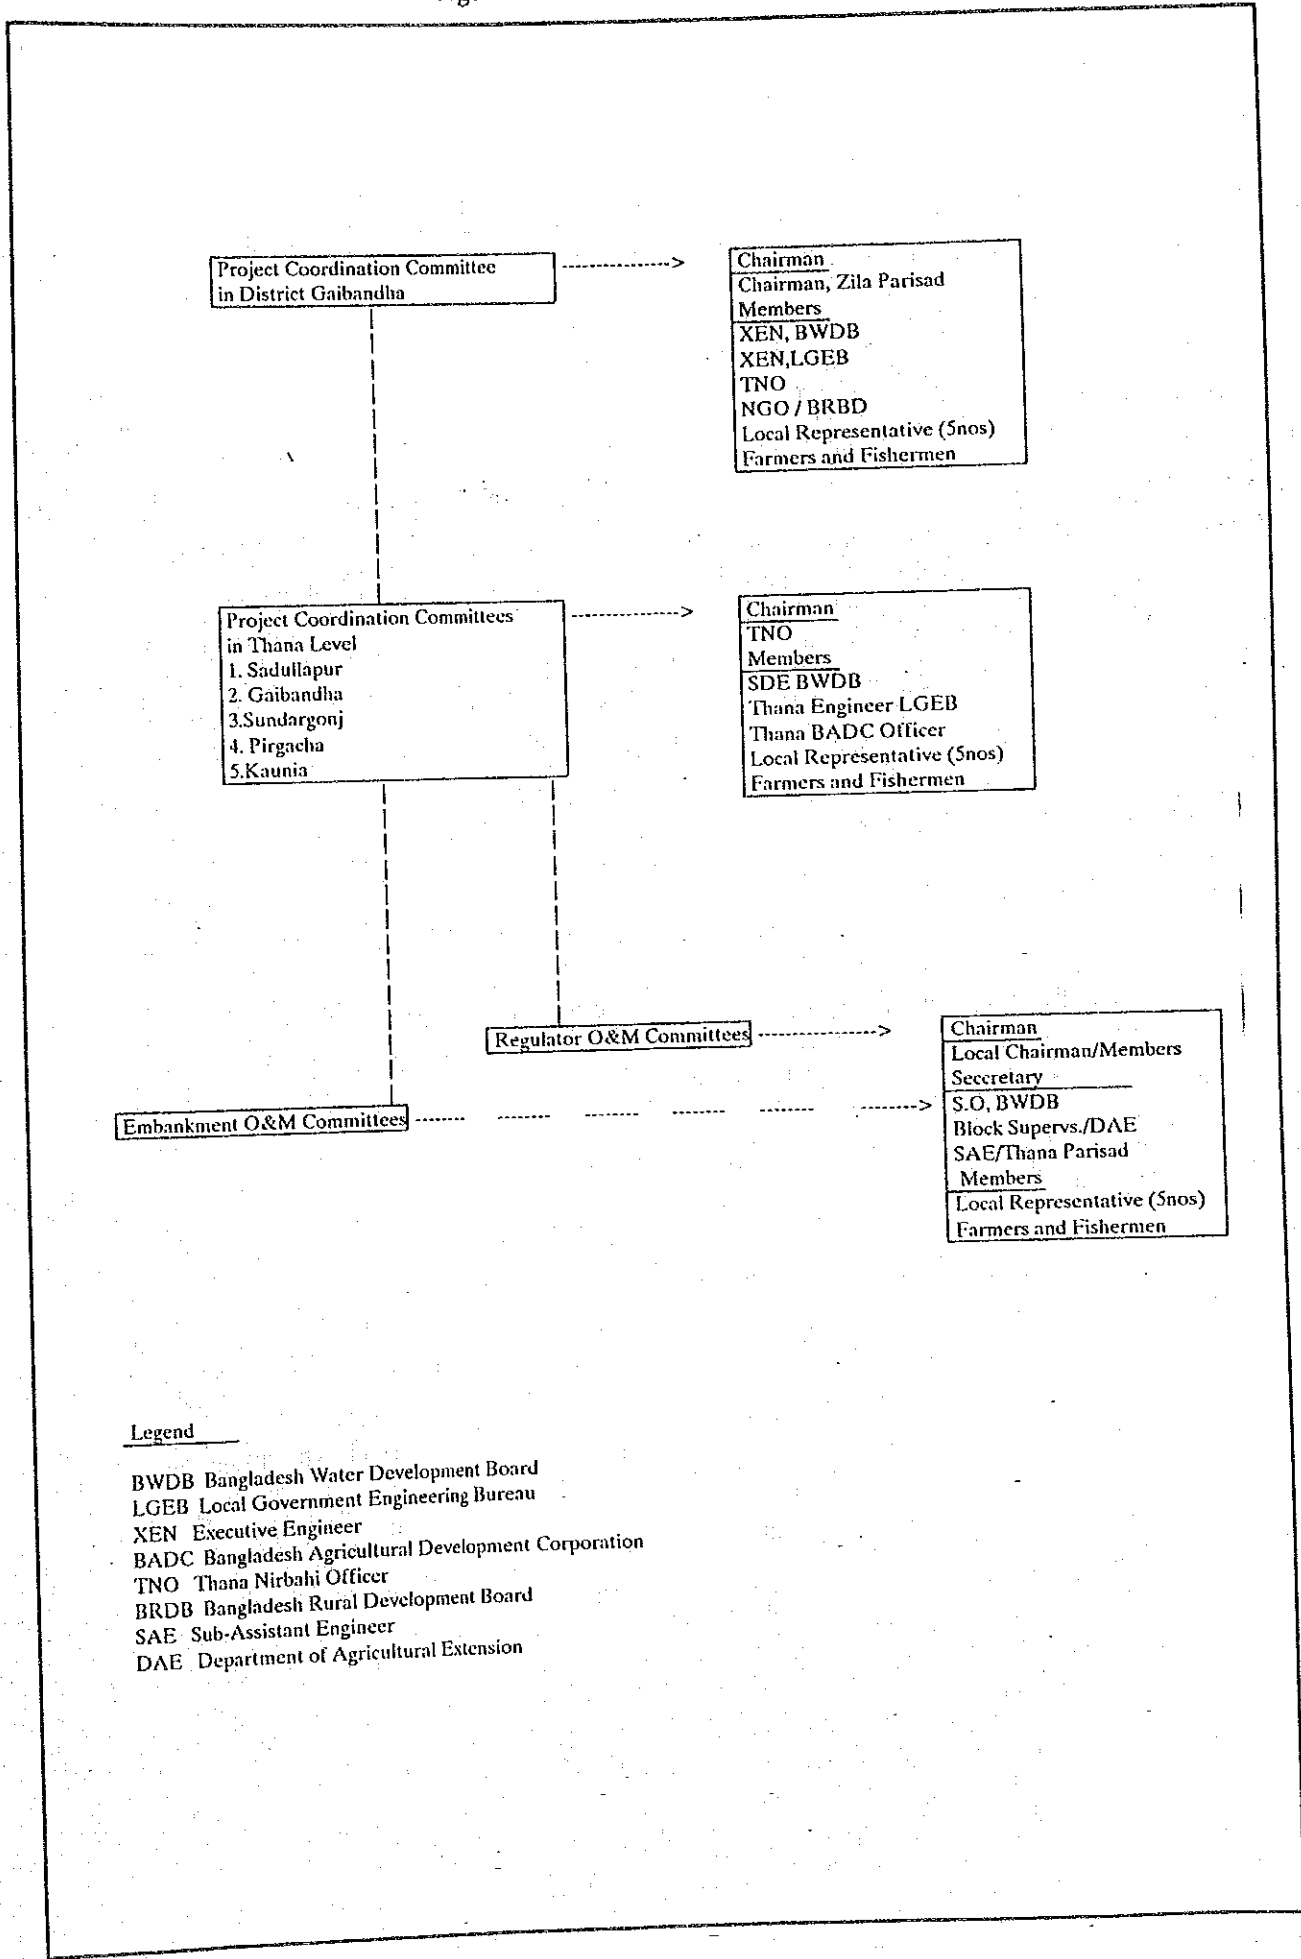 Project Coordination Committee
in District Gaibandha
Chairman
Chairman, Zila Parisad
Members
XEN, BWDB
XEN,LGEB
TNO
NGO / BRBD
Local Representative (5nos)
Farmers and Fishermen
Project Coordination Committees
in Thana Level
1. Sadullapur
2. Gaibandha
3.Sundargonj
4. Pirgacha
5.Kaunia
Chairman
TNO
Members
SDE BWDB
Thana Engineer LGEB
Thana BADC Officer
Local Representative (5nos)
Farmers and Fishermen
Regulator O&M Committees
Embankment O&M Committees
Chairman
Local Chairman/Members
Seccretary
S.O, BWDB
Block Supervs./DAE
SAE/Thana Parisad
Members
Local Representative (5nos)
Farmers and Fishermen
Legend
BWDB Bangladesh Water Development Board
LGEB Local Government Engineering Bureau
XEN Executive Engineer
BADC Bangladesh Agricultural Development Corporation
TNO Thana Nirbahi Officer
BRDB Bangladesh Rural Development Board
SAE Sub-Assistant Engineer
DAE Department of Agricultural Extension